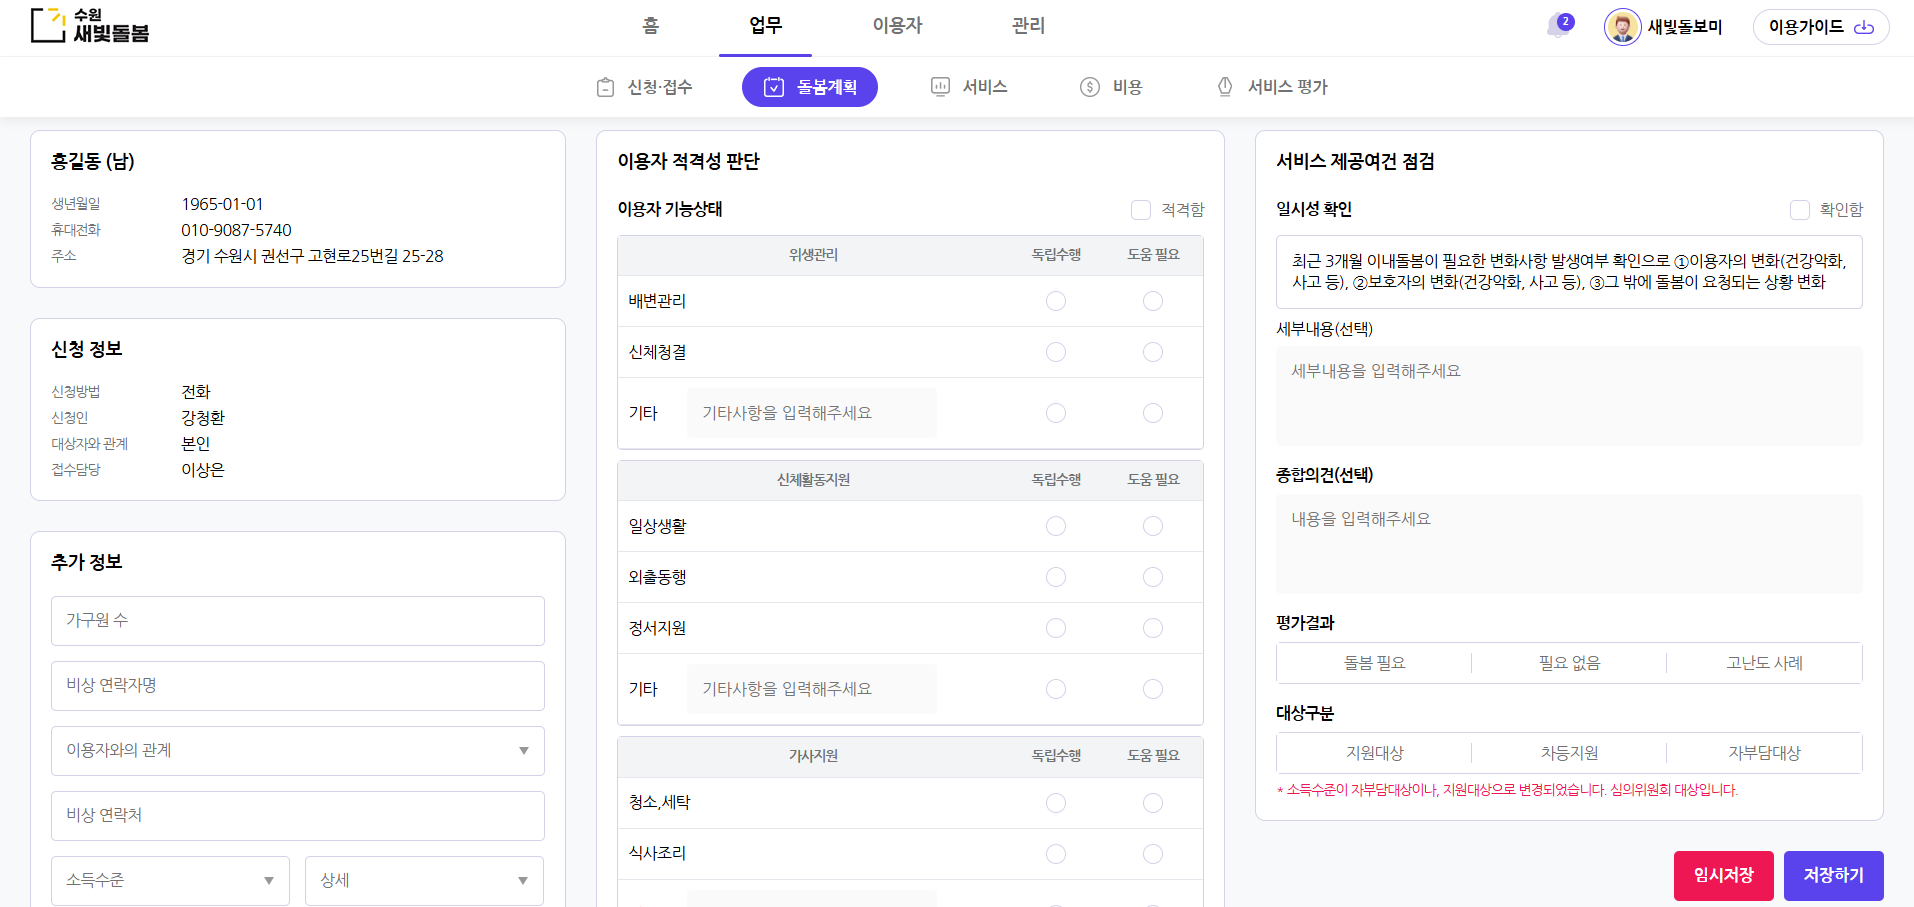 수원
새빛돌봄
홈
업무
이용자
관리
2
새빛돌보미
이용가이드
신청·접수
돌봄계획
서비스
비용
서비스 평가
홍길동 (남)
생년월일 1965-01-01
휴대전화 010-9087-5740
주소 경기 수원시 권선구 고현로25번길 25-28
신청 정보
신청방법 전화
신청인 강청환
대상자와 관계 본인
접수담당 이상은
추가 정보
가구원 수
비상 연락자명
이용자와의 관계
비상 연락처
소득수준
상세
이용자 적격성 판단
이용자 기능상태
적격함
위생관리 독립수행 도움 필요
배변관리
신체청결
기타 기타사항을 입력해주세요
신체활동지원 독립수행 도움 필요
일상생활
외출동행
정서지원
기타 기타사항을 입력해주세요
가사지원 독립수행 도움 필요
청소,세탁
식사조리
서비스 제공여건 점검
일시성 확인
확인함
최근 3개월 이내돌봄이 필요한 변화사항 발생여부 확인으로 ①이용자의 변화(건강악화,
사고 등), ②보호자의 변화(건강악화, 사고 등), ③그 밖에 돌봄이 요청되는 상황 변화
세부내용(선택)
세부내용을 입력해주세요
종합의견(선택)
내용을 입력해주세요
평가결과
돌봄 필요
필요 없음
고난도 사례
대상구분
지원대상
차등지원
자부담대상
* 소득수준이 자부담대상이나, 지원대상으로 변경되었습니다. 심의위원회 대상입니다.
임시저장
저장하기